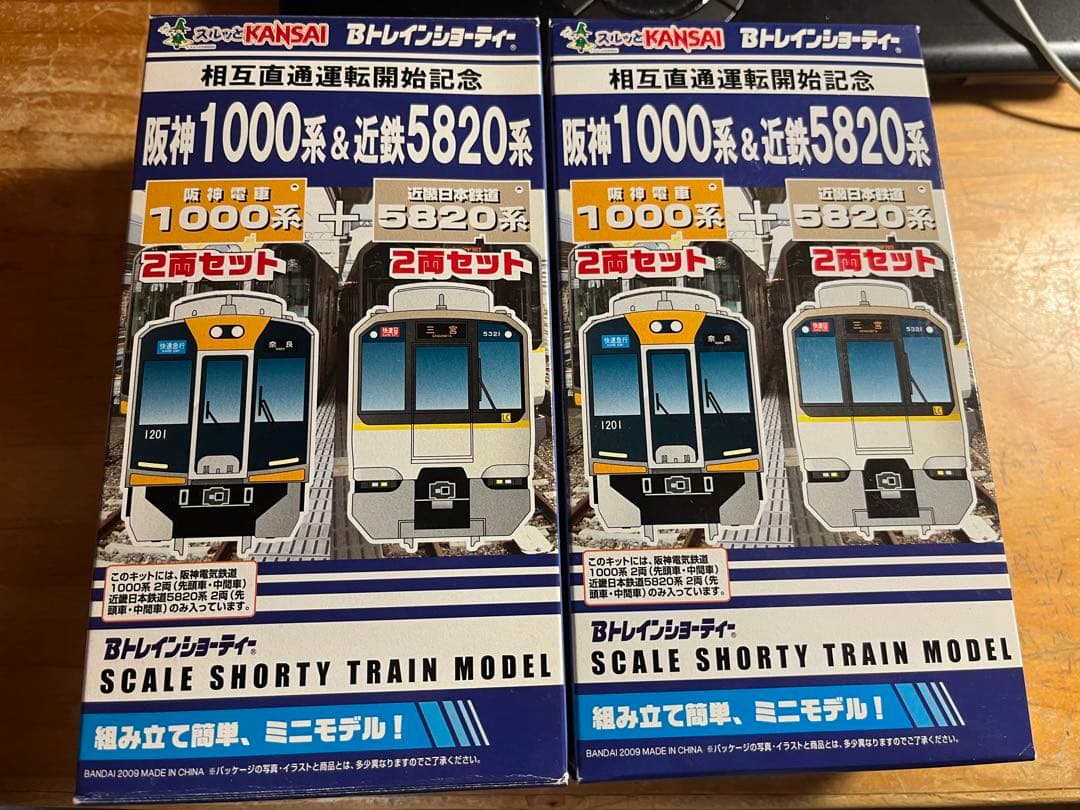 スルッとKANSAI Bトレインショーティー®
相互直通運転開始記念
阪神1000系&近鉄5820系
阪神電車
1000系
+
近畿日本鉄道
5820系
2両セット
2両セット
快速急行
奈良
1201
快速急行
三宮
5321
LC
このキットには、阪神電気鉄道
1000系 2両(先頭車・中間車)
近畿日本鉄道5820系 2両(先
頭車・中間車)のみ入っています。
Bトレインショーティー®
SCALE SHORTY TRAIN MODEL
組み立て簡単、ミニモデル!
BANDAI 2009 MADE IN CHINA ※パッケージの写真・イラストと商品とは、多少異なりますのでご了承ください。
スルッとKANSAI Bトレインショーティー®
相互直通運転開始記念
阪神1000系&近鉄5820系
阪神電車
1000系
+
近畿日本鉄道
5820系
2両セット
2両セット
快速急行
奈良
1201
快速急行
三宮
5321
LC
このキットには、阪神電気鉄道
1000系 2両(先頭車・中間車)
近畿日本鉄道5820系 2両(先
頭車・中間車)のみ入っています。
Bトレインショーティー®
SCALE SHORTY TRAIN MODEL
組み立て簡単、ミニモデル!
BANDAI 2009 MADE IN CHINA ※パッケージの写真・イラストと商品とは、多少異なりますのでご了承ください。